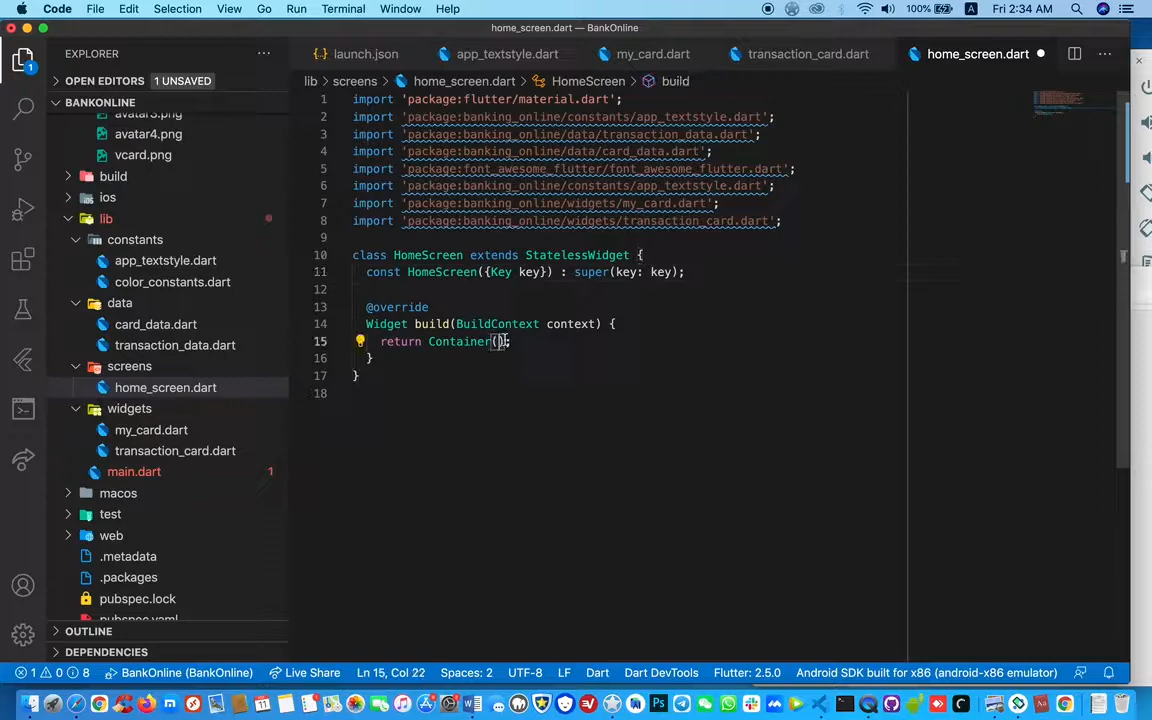 Code File Edit Selection View Go Run Terminal Window Help 100% A Fri 2:34 AM
home_screen.dart — BankOnline
EXPLORER
launch.json app_textstyle.dart my_card.dart transaction_card.dart home_screen.dart
OPEN EDITORS 1 UNSAVED
lib > screens > home_screen.dart > HomeScreen > build
BANKONLINE
avatar3.png
avatar4.png
vcard.png
build
ios
lib
constants
app_textstyle.dart
color_constants.dart
data
card_data.dart
transaction_data.dart
screens
home_screen.dart
widgets
my_card.dart
transaction_card.dart
main.dart 1
macos
test
web
.metadata
.packages
pubspec.lock
pubspec.yaml
OUTLINE
DEPENDENCIES
1 import 'package:flutter/material.dart';
2 import 'package:banking_online/constants/app_textstyle.dart';
3 import 'package:banking_online/data/transaction_data.dart';
4 import 'package:banking_online/data/card_data.dart';
5 import 'package:font_awesome_flutter/font_awesome_flutter.dart';
6 import 'package:banking_online/constants/app_textstyle.dart';
7 import 'package:banking_online/widgets/my_card.dart';
8 import 'package:banking_online/widgets/transaction_card.dart';
9
10 class HomeScreen extends StatelessWidget {
11 const HomeScreen({Key key}) : super(key: key);
12
13 @override
14 Widget build(BuildContext context) {
15 return Container();
16 }
17 }
18
1 0 8 BankOnline (BankOnline) Live Share Ln 15, Col 22 Spaces: 2 UTF-8 LF Dart Dart DevTools Flutter: 2.5.0 Android SDK built for x86 (android-x86 emulator)